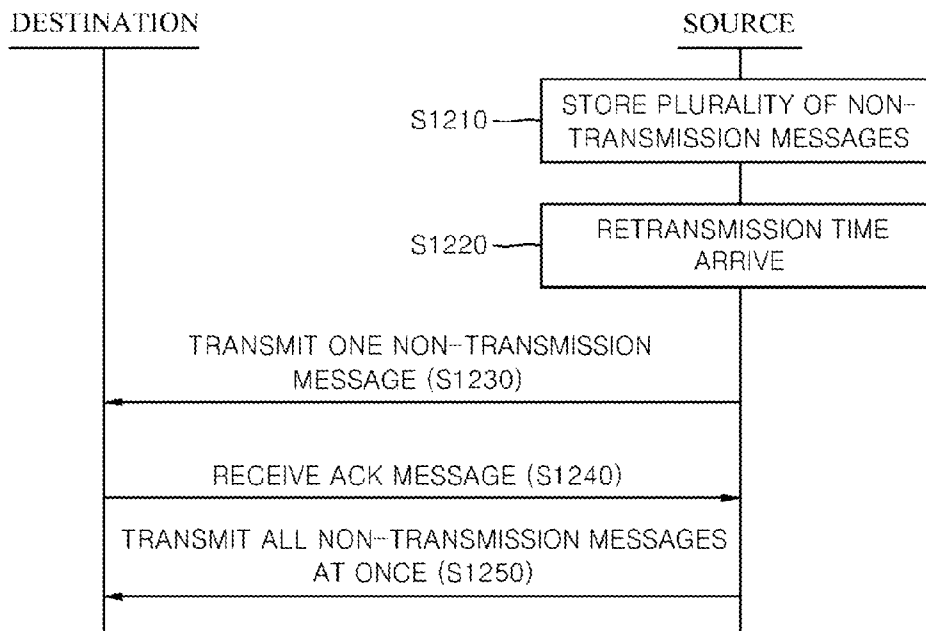 DESTINATION
SOURCE
S1210
STORE PLURALITY OF NON-
TRANSMISSION MESSAGES
S1220
RETRANSMISSION TIME
ARRIVE
TRANSMIT ONE NON-TRANSMISSION
MESSAGE (S1230)
RECEIVE ACK MESSAGE (S1240)
TRANSMIT ALL NON-TRANSMISSION MESSAGES
AT ONCE (S1250)